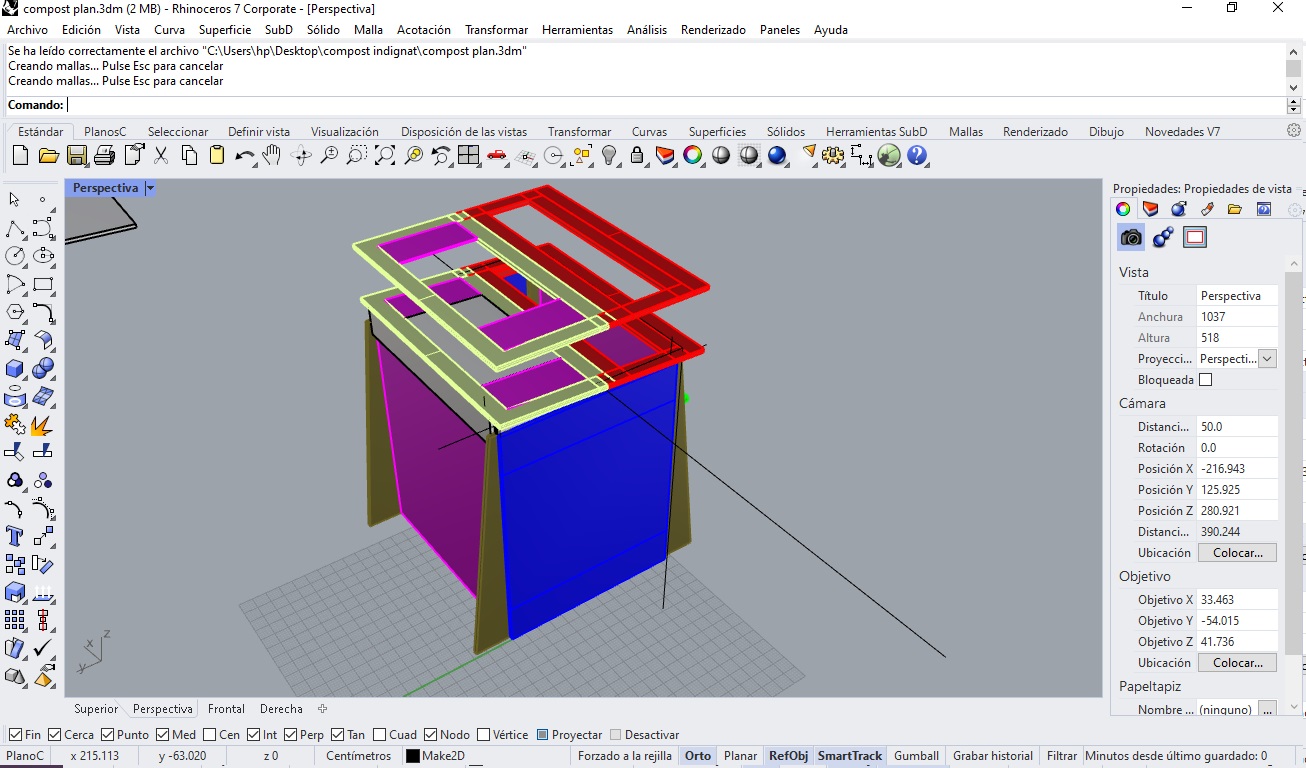 compost plan.3dm (2 MB) - Rhinoceros 7 Corporate - [Perspectiva]
Archivo Edición Vista Curva Superficie SubD Sólido Malla Acotación Transformar Herramientas Análisis Renderizado Paneles Ayuda
Se ha leído correctamente el archivo "C:\Users\hp\Desktop\compost indignat\compost plan.3dm"
Creando mallas... Pulse Esc para cancelar
Creando mallas... Pulse Esc para cancelar
Comando:
Estándar PlanosC Seleccionar Definir vista Visualización Disposición de las vistas Transformar Curvas Superficies Sólidos Herramientas SubD Mallas Renderizado Dibujo Novedades V7
Perspectiva
Propiedades: Propiedades de vista
Vista
Título Perspectiva
Anchura 1037
Altura 518
Proyecci... Perspecti...
Bloqueada
Cámara
Distanci... 50.0
Rotación 0.0
Posición X -216.943
Posición Y 125.925
Posición Z 280.921
Distanci... 390.244
Ubicación Colocar...
Objetivo
Objetivo X 33.463
Objetivo Y -54.015
Objetivo Z 41.736
Ubicación Colocar...
Papeltapiz
Nombre ... (ninguno) ...
z
x
y
Superior Perspectiva Frontal Derecha
Fin Cerca Punto Med Cen Int Perp Tan Cuad Nodo Vértice Proyectar Desactivar
PlanoC x 215.113 y -63.020 z 0 Centímetros Make2D Forzado a la rejilla Orto Planar RefObj SmartTrack Gumball Grabar historial Filtrar Minutos desde último guardado: 0